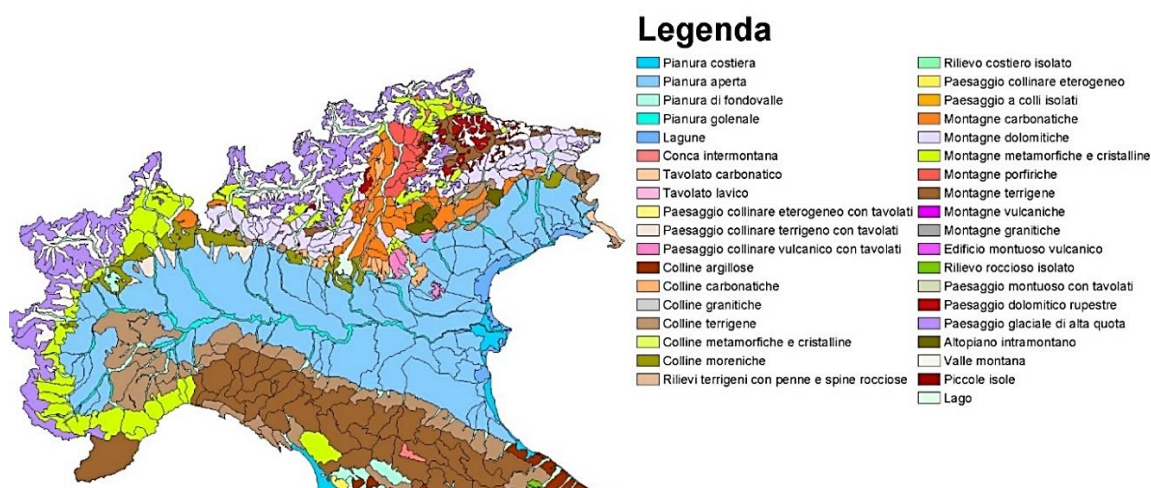 Legenda
Pianura costiera
Pianura aperta
Pianura di fondovalle
Pianura golenale
Lagune
Conca intermontana
Tavolato carbonatico
Tavolato lavico
Paesaggio collinare eterogeneo con tavolati
Paesaggio collinare terrigeno con tavolati
Paesaggio collinare vulcanico con tavolati
Colline argillose
Colline carbonatiche
Colline granitiche
Colline terrigene
Colline metamorfiche e cristalline
Colline moreniche
Rilievi terrigeni con penne e spine rocciose
Rilievo costiero isolato
Paesaggio collinare eterogeneo
Paesaggio a colli isolati
Montagne carbonatiche
Montagne dolomitiche
Montagne metamorfiche e cristalline
Montagne porfiriche
Montagne terrigene
Montagne vulcaniche
Montagne granitiche
Edificio montuoso vulcanico
Rilievo roccioso isolato
Paesaggio montuoso con tavolati
Paesaggio dolomitico rupestre
Paesaggio glaciale di alta quota
Altopiano intramontano
Valle montana
Piccole isole
Lago